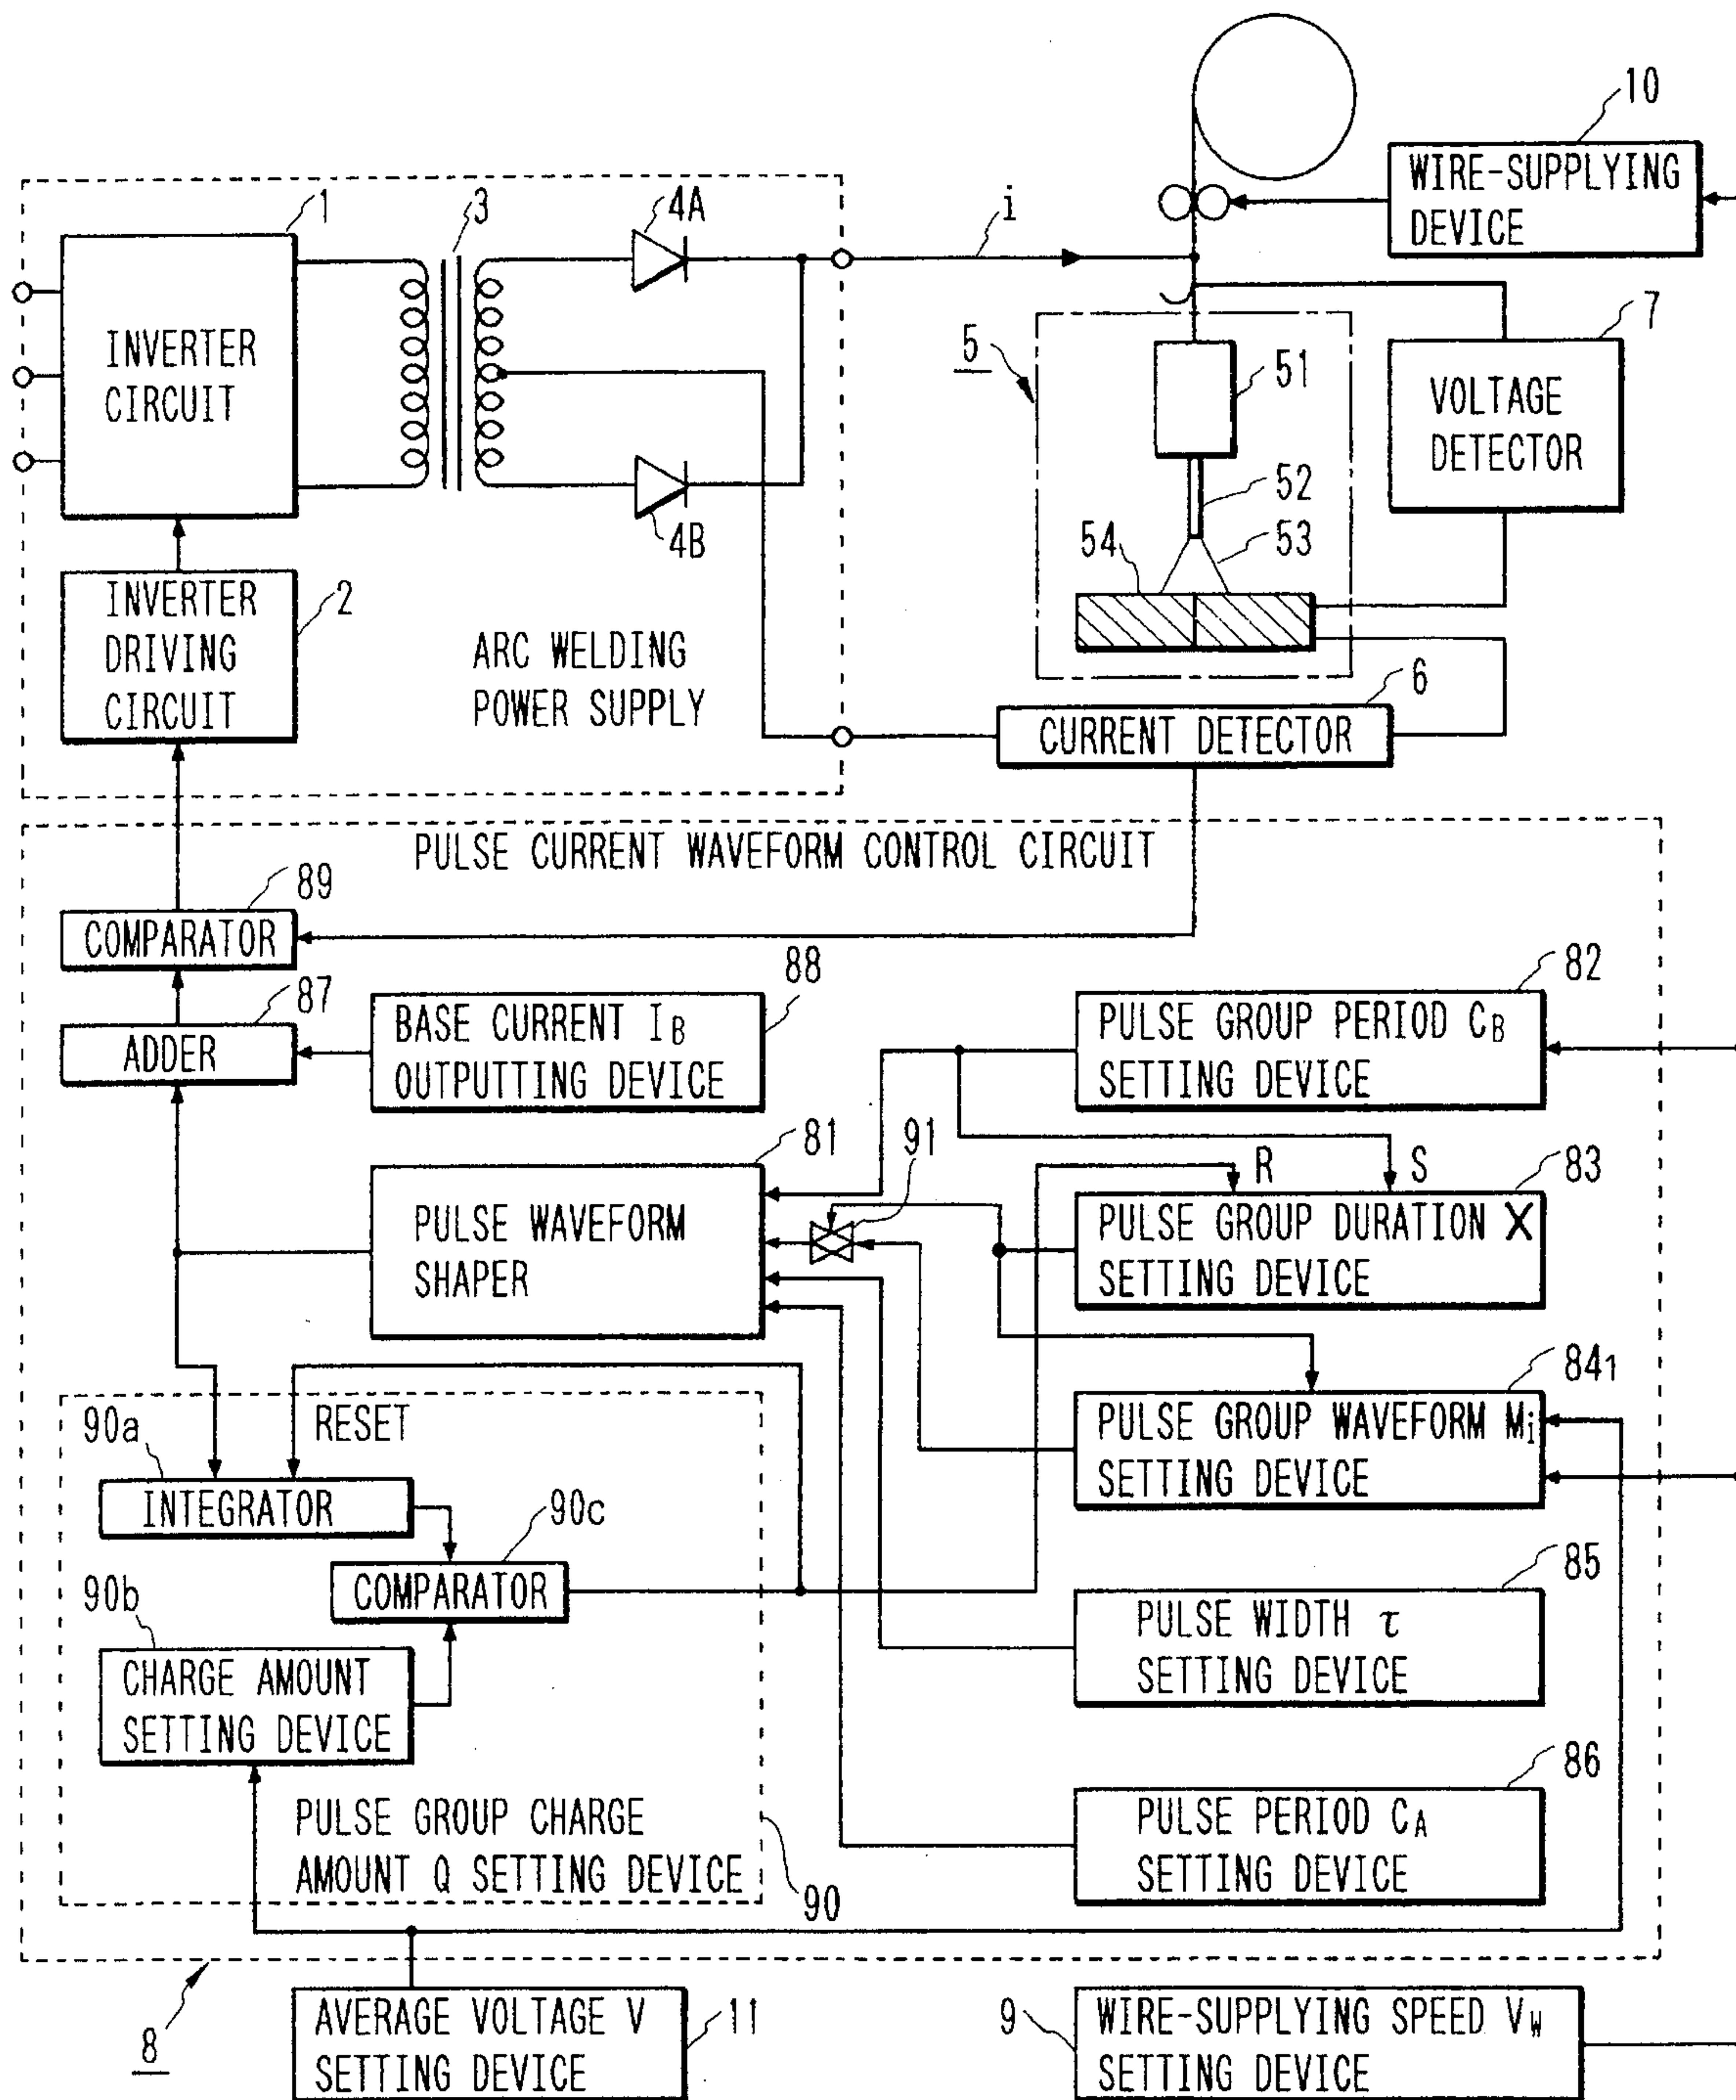 10
WIRE-SUPPLYING
DEVICE
1
3
4A
i
INVERTER
CIRCUIT
5
51
7
VOLTAGE
DETECTOR
52
4B
54
53
INVERTER
DRIVING
CIRCUIT
2
ARC WELDING
POWER SUPPLY
6
CURRENT DETECTOR
PULSE CURRENT WAVEFORM CONTROL CIRCUIT
89
COMPARATOR
87
ADDER
88
BASE CURRENT IB
OUTPUTTING DEVICE
82
PULSE GROUP PERIOD CB
SETTING DEVICE
81
PULSE WAVEFORM
SHAPER
91
R
S
83
PULSE GROUP DURATION X
SETTING DEVICE
841
PULSE GROUP WAVEFORM Mi
SETTING DEVICE
90a
RESET
INTEGRATOR
90c
COMPARATOR
90b
CHARGE AMOUNT
SETTING DEVICE
85
PULSE WIDTH τ
SETTING DEVICE
86
PULSE PERIOD CA
SETTING DEVICE
PULSE GROUP CHARGE
AMOUNT Q SETTING DEVICE
90
8
AVERAGE VOLTAGE V
SETTING DEVICE
11
9
WIRE-SUPPLYING SPEED VW
SETTING DEVICE